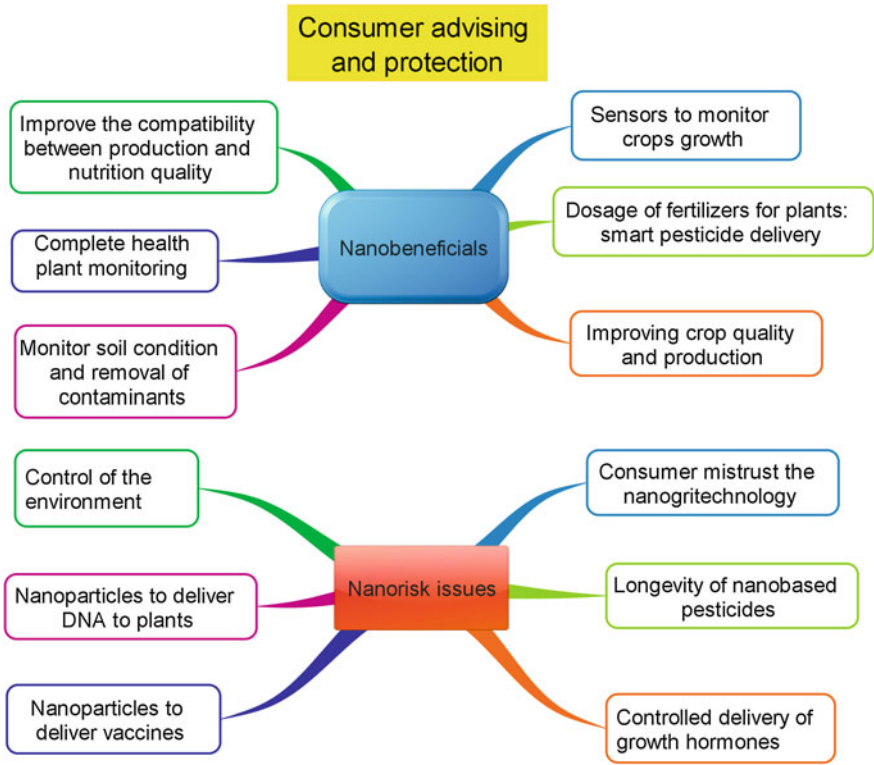 Consumer advising
and protection
Improve the compatibility
between production and
nutrition quality
Complete health
plant monitoring
Monitor soil condition
and removal of
contaminants
Nanobeneficials
Sensors to monitor
crops growth
Dosage of fertilizers for plants:
smart pesticide delivery
Improving crop quality
and production
Control of the
environment
Nanoparticles to deliver
DNA to plants
Nanoparticles to
deliver vaccines
Nanorisk issues
Consumer mistrust the
nanogritechnology
Longevity of nanobased
pesticides
Controlled delivery of
growth hormones